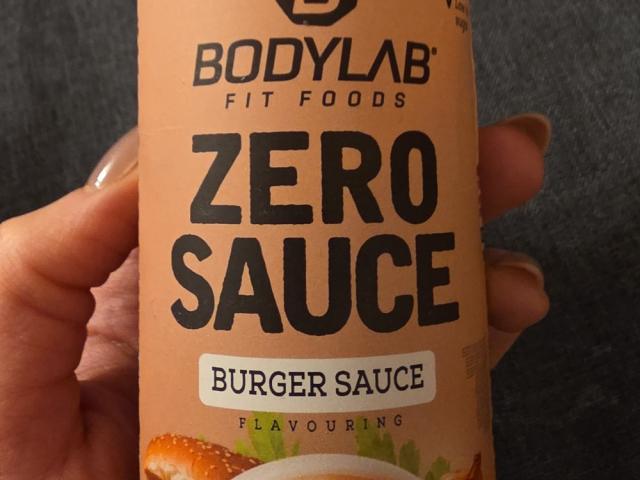 BODYLAB®
FIT FOODS
ZERO
SAUCE
BURGER SAUCE
FLAVOURING